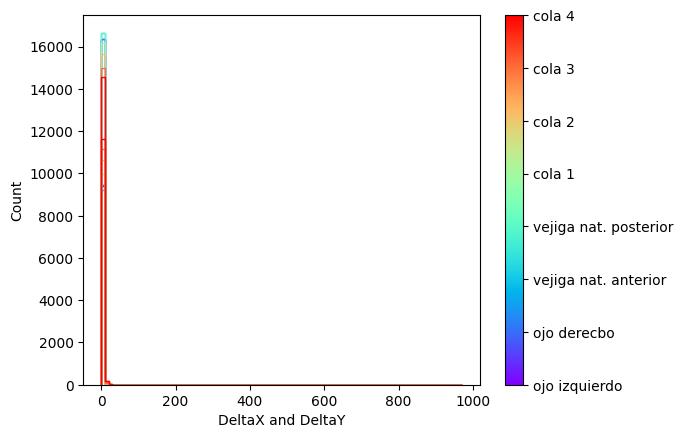 16000
14000
12000
10000
8000
6000
4000
2000
0
Count
0
200
400
600
800
1000
DeltaX and DeltaY
cola 4
cola 3
cola 2
cola 1
vejiga nat. posterior
vejiga nat. anterior
ojo derecbo
ojo izquierdo